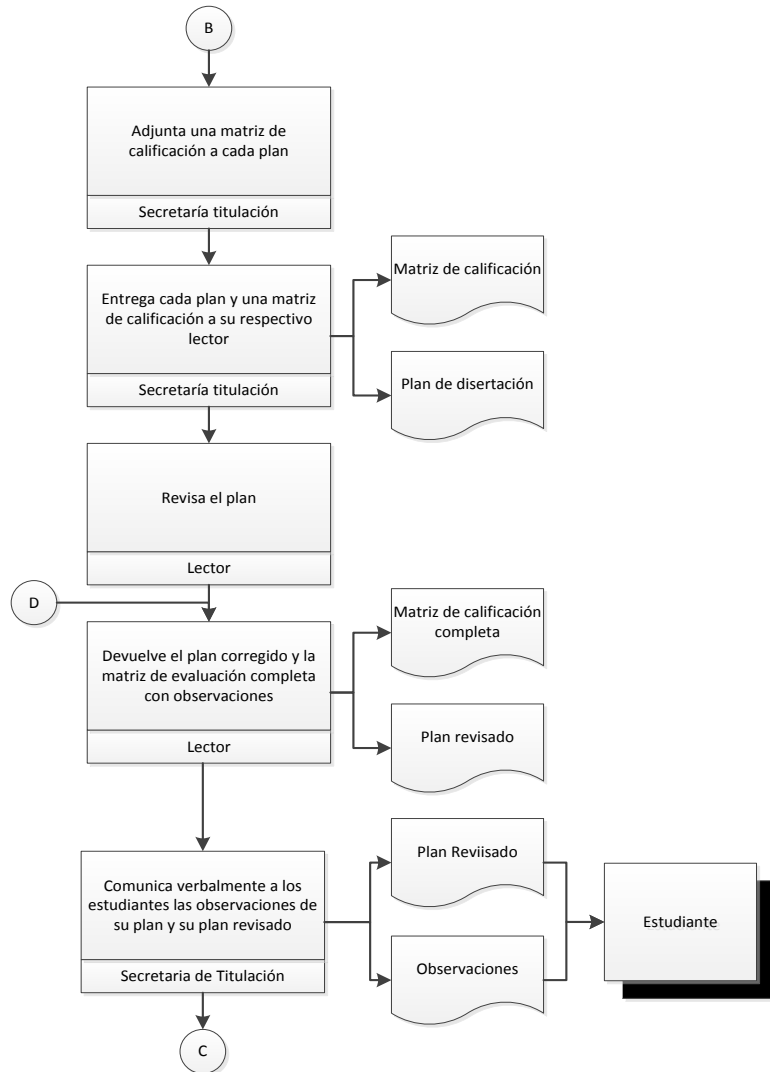 B
Adjunta una matriz de
calificación a cada plan
Secretaría titulación
Entrega cada plan y una matriz
de calificación a su respectivo
lector
Secretaría titulación
Matriz de calificación
Plan de disertación
Revisa el plan
Lector
D
Devuelve el plan corregido y la
matriz de evaluación completa
con observaciones
Lector
Matriz de calificación
completa
Plan revisado
Comunica verbalmente a los
estudiantes las observaciones de
su plan y su plan revisado
Secretaria de Titulación
Plan Reviisado
Observaciones
Estudiante
C